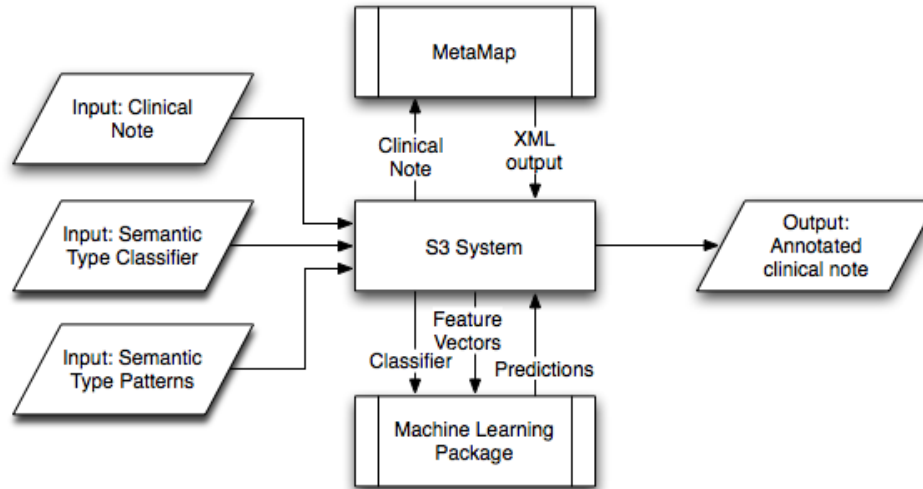 MetaMap
Input: Clinical
Note
Clinical
Note
XML
output
Input: Semantic
Type Classifier
S3 System
Output:
Annotated
clinical note
Input: Semantic
Type Patterns
Classifier
Feature
Vectors
Predictions
Machine Learning
Package